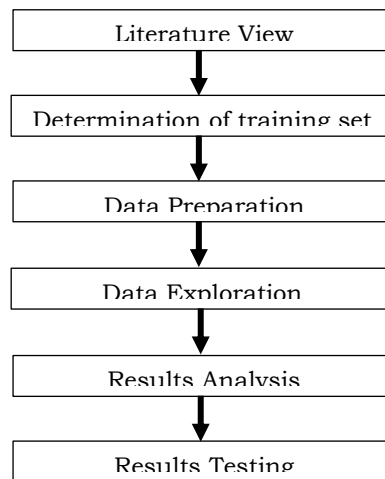 Literature View
Determination of training set
Data Preparation
Data Exploration
Results Analysis
Results Testing